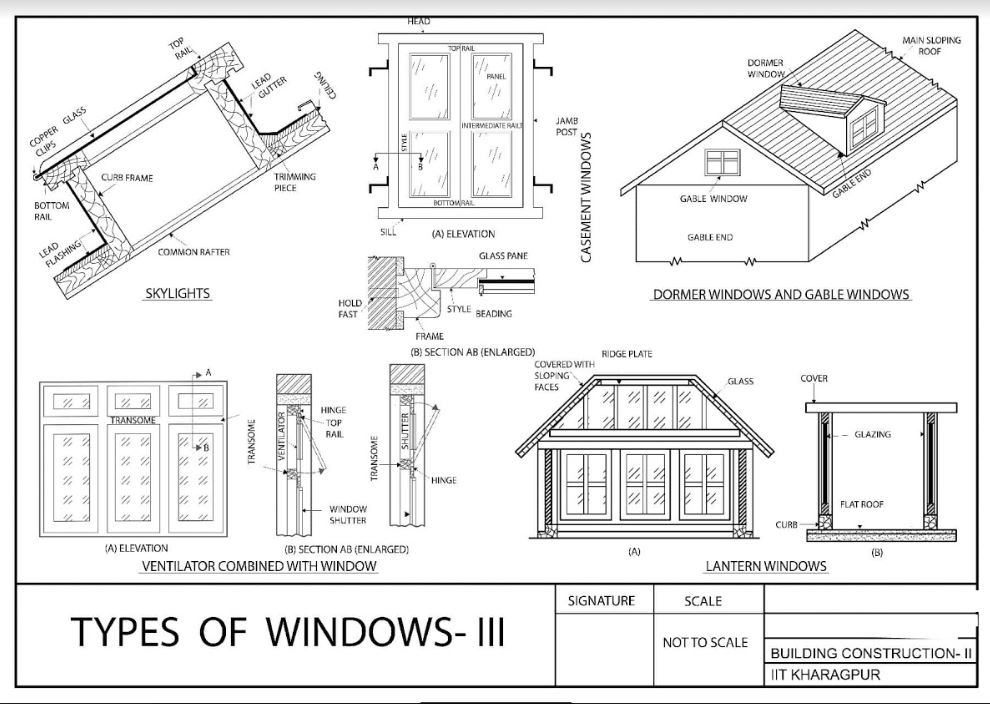 TOP
RAIL
LEAD
GUTTER
CEILING
GLASS
COPPER
CLIPS
CURB FRAME
TRIMMING
PIECE
BOTTOM
RAIL
LEAD
FLASHING
COMMON RAFTER
SKYLIGHTS
HEAD
TOP RAIL
PANEL
STYLE
INTERMEDIATE RAILS
JAMB
POST
A
B
BOTTOM RAIL
SILL
(A) ELEVATION
CASEMENT WINDOWS
GLASS PANE
HOLD
FAST
STYLE
BEADING
FRAME
(B) SECTION AB (ENLARGED)
MAIN SLOPING
ROOF
DORMER
WINDOW
GABLE END
GABLE WINDOW
GABLE END
DORMER WINDOWS AND GABLE WINDOWS
A
TRANSOME
B
(A) ELEVATION
TRANSOME
VENTILATOR
HINGE
TOP
RAIL
WINDOW
SHUTTER
TRANSOME
SHUTTER
HINGE
(B) SECTION AB (ENLARGED)
VENTILATOR COMBINED WITH WINDOW
RIDGE PLATE
COVERED WITH
SLOPING
FACES
GLASS
(A)
COVER
GLAZING
FLAT ROOF
CURB
(B)
LANTERN WINDOWS
TYPES OF WINDOWS- III
SIGNATURE
SCALE
NOT TO SCALE
BUILDING CONSTRUCTION- II
IIT KHARAGPUR